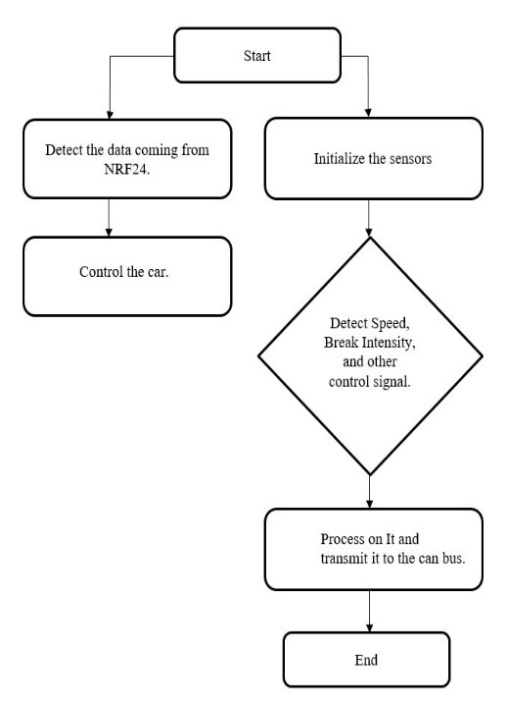 Start
Detect the data coming from
NRF24.
Initialize the sensors
Control the car.
Detect Speed,
Break Intensity,
and other
control signal.
Process on It and
transmit it to the can bus.
End